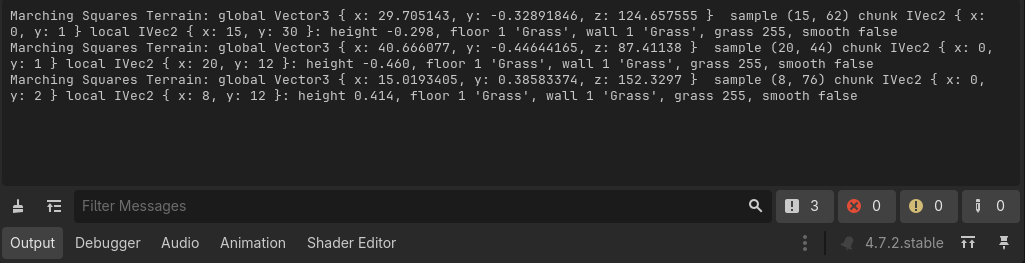 Marching Squares Terrain: global Vector3 { x: 29.705143, y: -0.32891846, z: 124.657555 }  sample (15, 62) chunk IVec2 { x:
0, y: 1 } local IVec2 { x: 15, y: 30 }: height -0.298, floor 1 'Grass', wall 1 'Grass', grass 255, smooth false
Marching Squares Terrain: global Vector3 { x: 40.666077, y: -0.44644165, z: 87.41138 }  sample (20, 44) chunk IVec2 { x: 0,
y: 1 } local IVec2 { x: 20, y: 12 }: height -0.460, floor 1 'Grass', wall 1 'Grass', grass 255, smooth false
Marching Squares Terrain: global Vector3 { x: 15.0193405, y: 0.38583374, z: 152.3297 }  sample (8, 76) chunk IVec2 { x: 0,
y: 2 } local IVec2 { x: 8, y: 12 }: height 0.414, floor 1 'Grass', wall 1 'Grass', grass 255, smooth false
Filter Messages 3 0 0 0
Output Debugger Audio Animation Shader Editor 4.7.2.stable